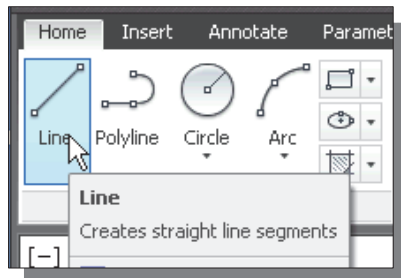 Home Insert Annotate Paramet
Line Polyline Circle Arc
Line
Creates straight line segments
[-]